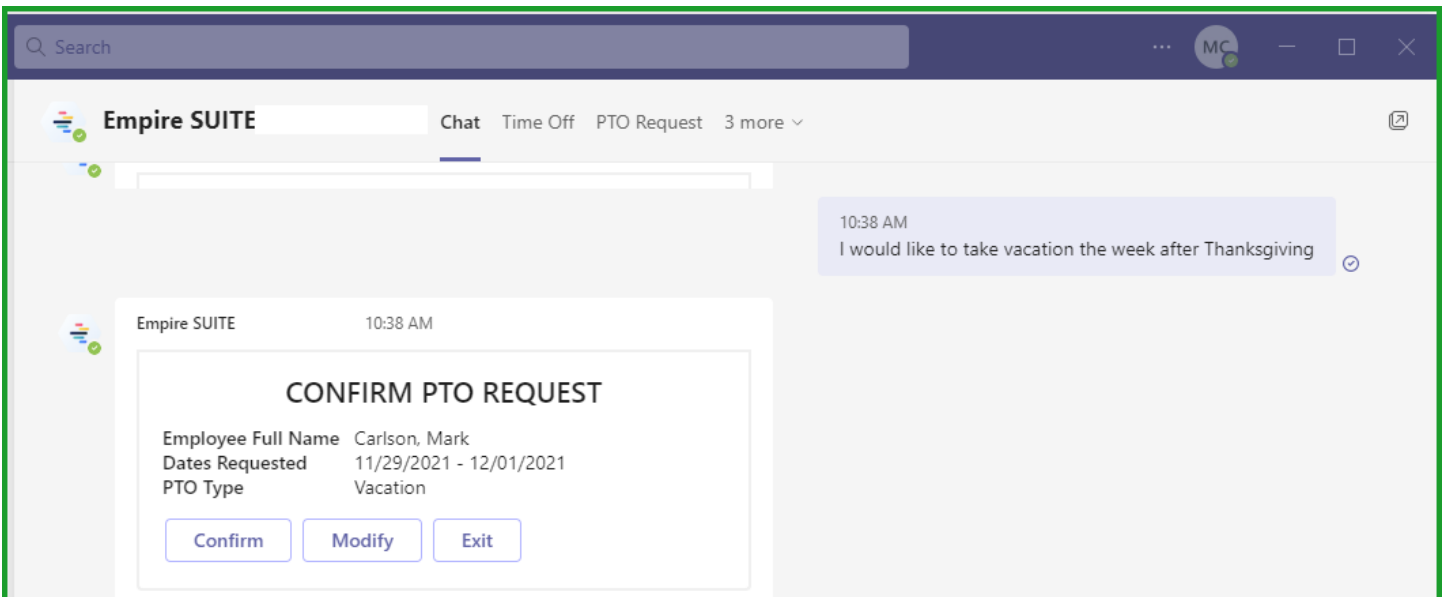 Search
... MC
Empire SUITE Chat Time Off PTO Request 3 more
10:38 AM
I would like to take vacation the week after Thanksgiving
Empire SUITE 10:38 AM
CONFIRM PTO REQUEST
Employee Full Name Carlson, Mark
Dates Requested 11/29/2021 - 12/01/2021
PTO Type Vacation
Confirm Modify Exit